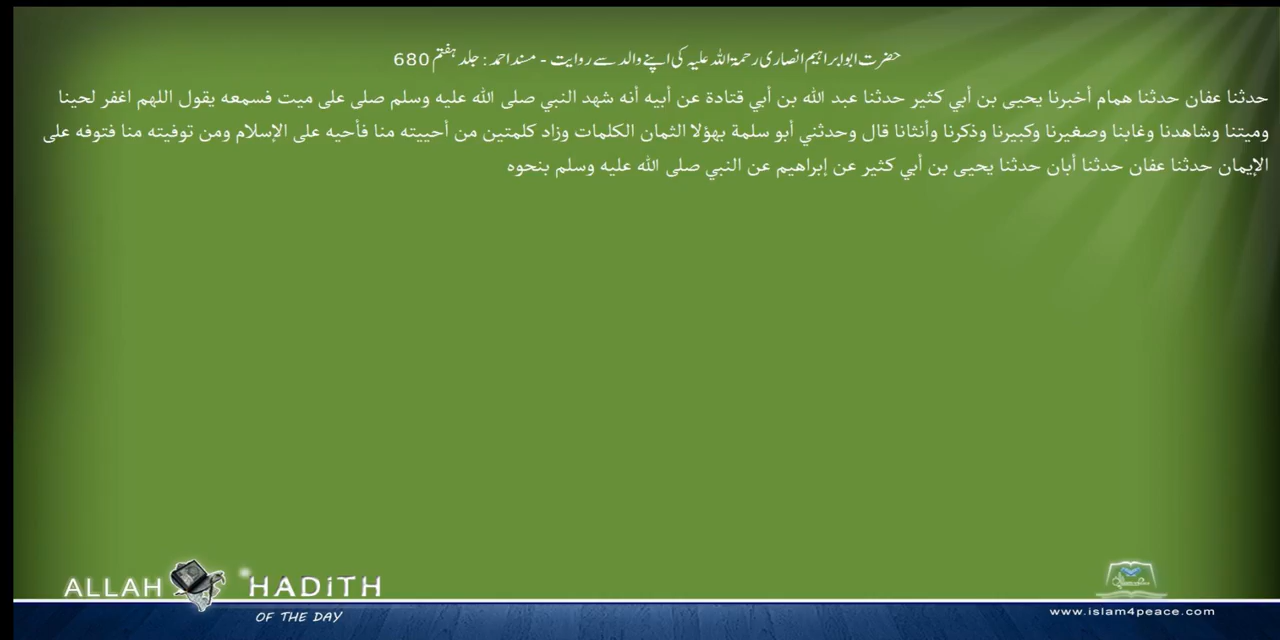 حضرت ابوابراہیم انصاری رحمۃ اللہ علیہ کی اپنے والد سے روایت - مسند احمد : جلد ہفتم 680
حدثنا عفان حدثنا همام أخبرنا يحيى بن أبي كثير حدثنا عبد الله بن أبي قتادة عن أبيه أنه شهد النبي صلى الله عليه وسلم صلى على ميت فسمعه يقول اللهم اغفر لحينا
وميتنا وشاهدنا وغابنا وصغيرنا وكبيرنا وذكرنا وأنثانا قال وحدثني أبو سلمة بهؤلا الثمان الكلمات وزاد كلمتين من أحييته منا فأحيه على الإسلام ومن توفيته منا فتوفه على
الإيمان حدثنا عفان حدثنا أبان حدثنا يحيى بن أبي كثير عن إبراهيم عن النبي صلى الله عليه وسلم بنحوه
ALLAH HADiTH
OF THE DAY
www.islam4peace.com